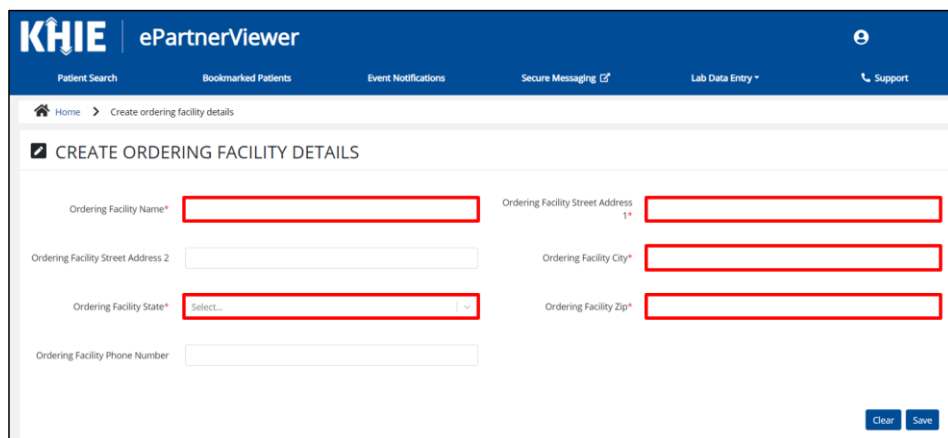 KHIE ePartnerViewer
Patient Search Bookmarked Patients Event Notifications Secure Messaging Lab Data Entry Support
Home > Create ordering facility details
CREATE ORDERING FACILITY DETAILS
Ordering Facility Name*
Ordering Facility Street Address
1*
Ordering Facility Street Address 2
Ordering Facility City*
Ordering Facility State* Select...
Ordering Facility Zip*
Ordering Facility Phone Number
Clear Save